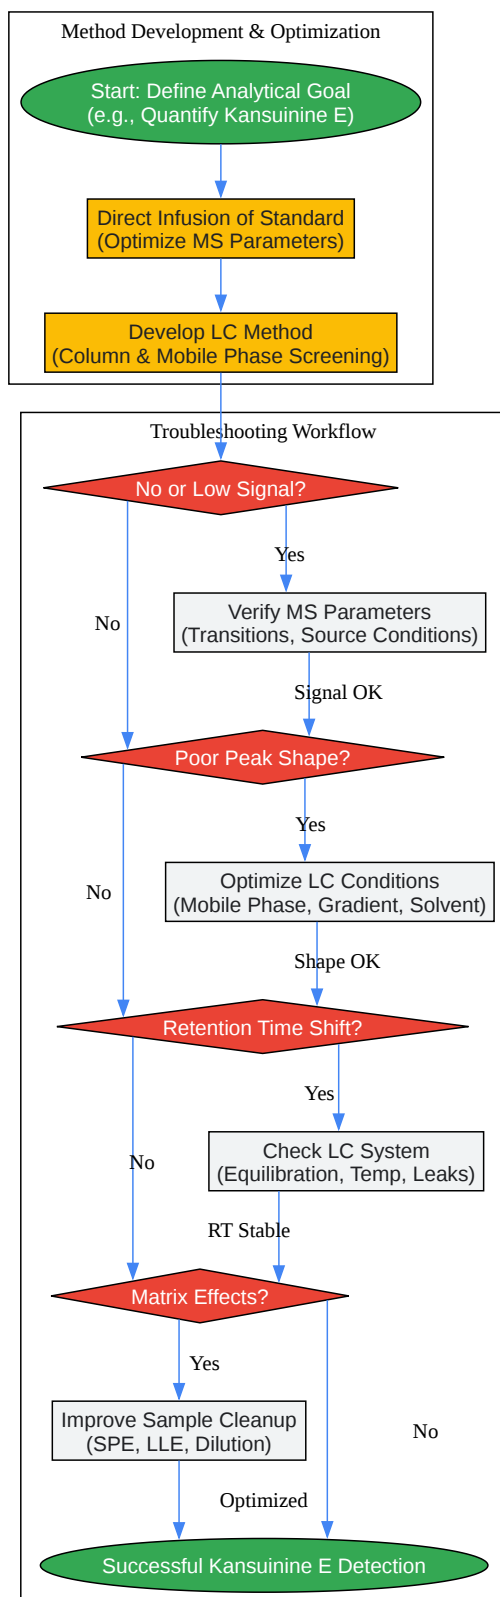 Method Development & Optimization
Start: Define Analytical Goal
(e.g., Quantify Kansuinine E)
Direct Infusion of Standard
(Optimize MS Parameters)
Develop LC Method
(Column & Mobile Phase Screening)
Troubleshooting Workflow
No or Low Signal?
Yes
No
Verify MS Parameters
(Transitions, Source Conditions)
Signal OK
Poor Peak Shape?
Yes
No
Optimize LC Conditions
(Mobile Phase, Gradient, Solvent)
Shape OK
Retention Time Shift?
Yes
No
Check LC System
(Equilibration, Temp, Leaks)
RT Stable
Matrix Effects?
Yes
No
Improve Sample Cleanup
(SPE, LLE, Dilution)
Optimized
Successful Kansuinine E Detection